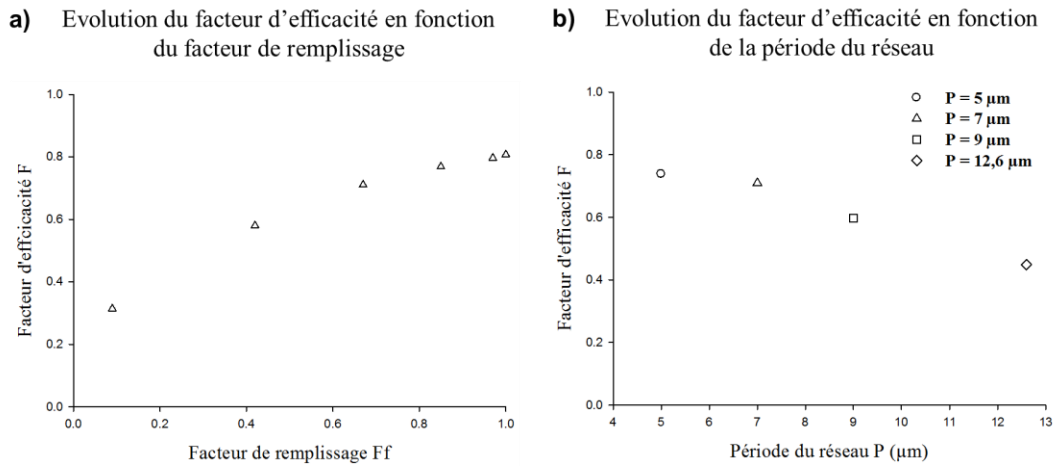 a)
Evolution du facteur d'efficacité en fonction
du facteur de remplissage
1.0
0.8
0.6
0.4
0.2
0.0
0.0
0.2
0.4
0.6
0.8
1.0
Facteur d'effcicacité F
Facteur de remplissage Ff
b)
Evolution du facteur d'efficacité en fonction
de la période du réseau
P = 5 µm
P = 7 µm
P = 9 µm
P = 12,6 µm
1.0
0.8
0.6
0.4
0.2
0.0
4
5
6
7
8
9
10
11
12
13
Facteur d'efficacité F
Période du réseau P (µm)